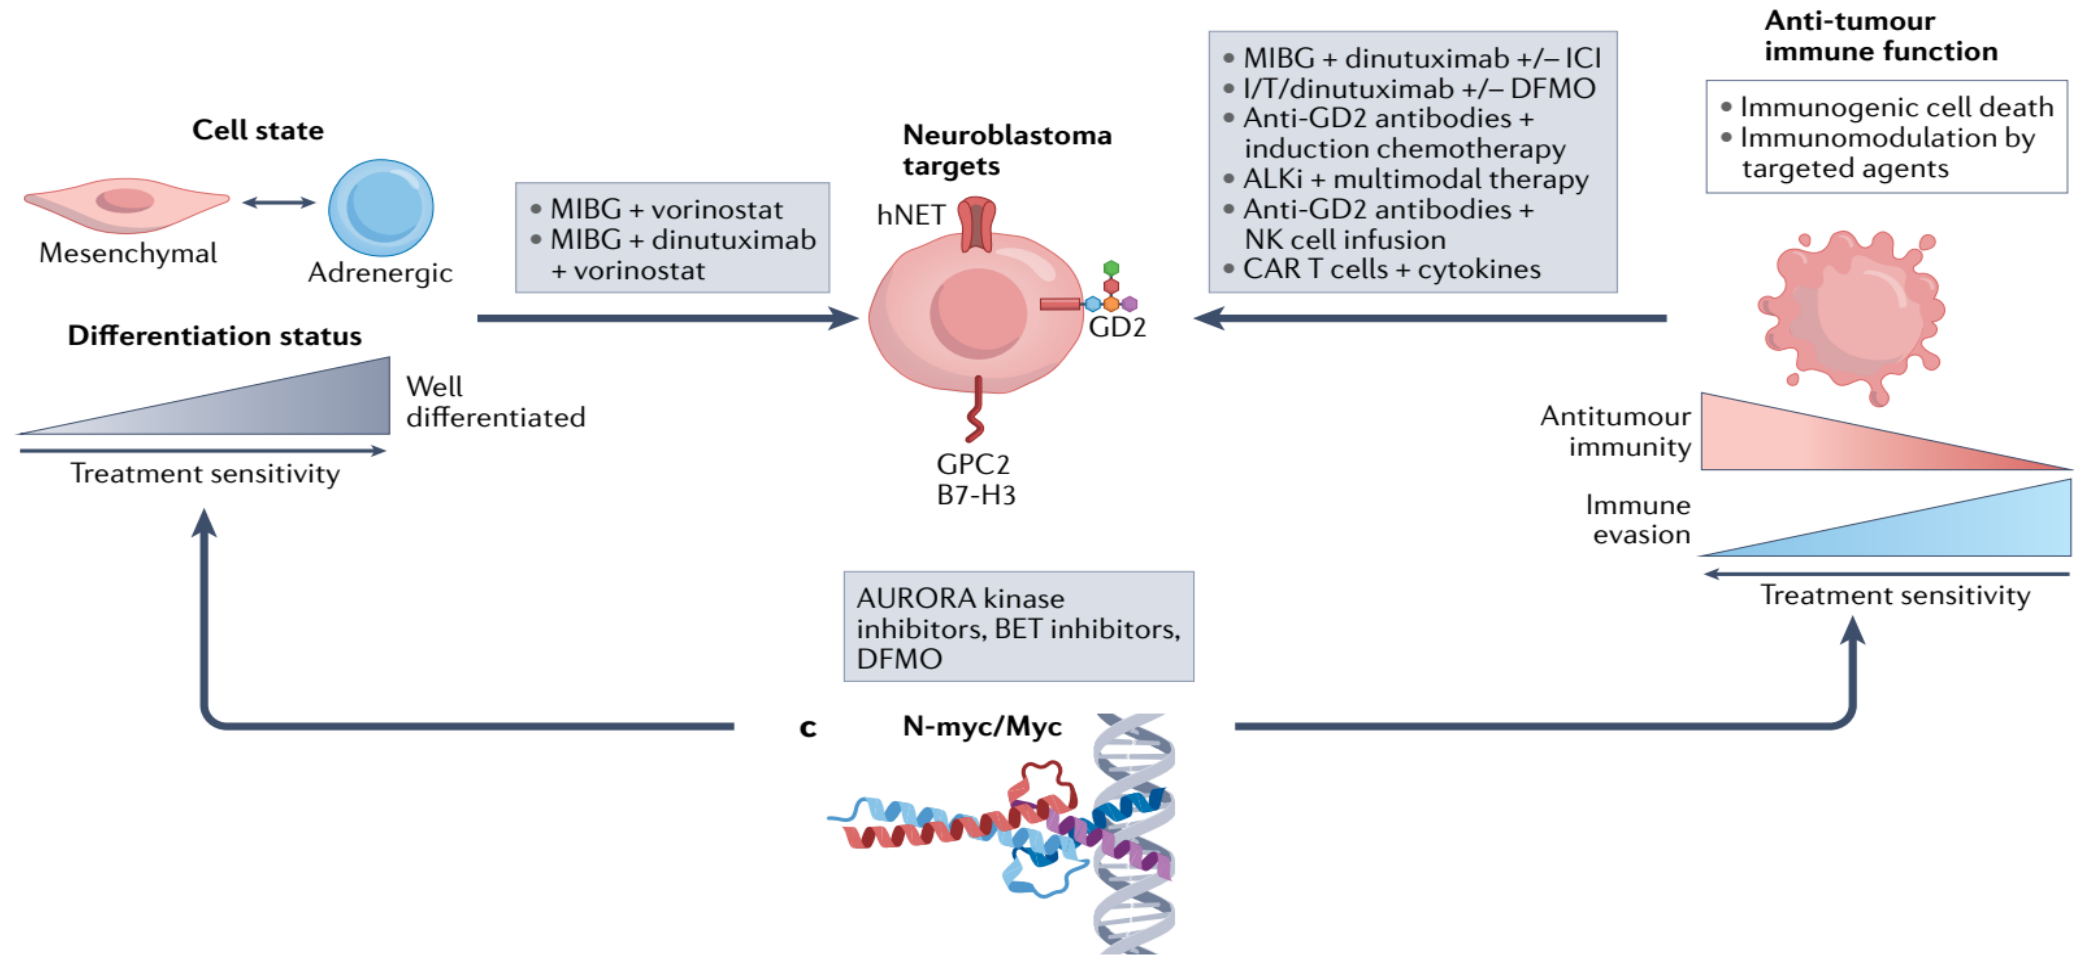 Cell state
Mesenchymal
Adrenergic
Differentiation status
Well
differentiated
Treatment sensitivity
• MIBG + vorinostat
• MIBG + dinutuximab
+ vorinostat
Neuroblastoma
targets
hNET
GD2
GPC2
B7-H3
• MIBG + dinutuximab +/− ICI
• I/T/dinutuximab +/− DFMO
• Anti-GD2 antibodies +
induction chemotherapy
• ALKi + multimodal therapy
• Anti-GD2 antibodies +
NK cell infusion
• CAR T cells + cytokines
Anti-tumour
immune function
• Immunogenic cell death
• Immunomodulation by
targeted agents
Antitumour
immunity
Immune
evasion
Treatment sensitivity
AURORA kinase
inhibitors, BET inhibitors,
DFMO
c N-myc/Myc